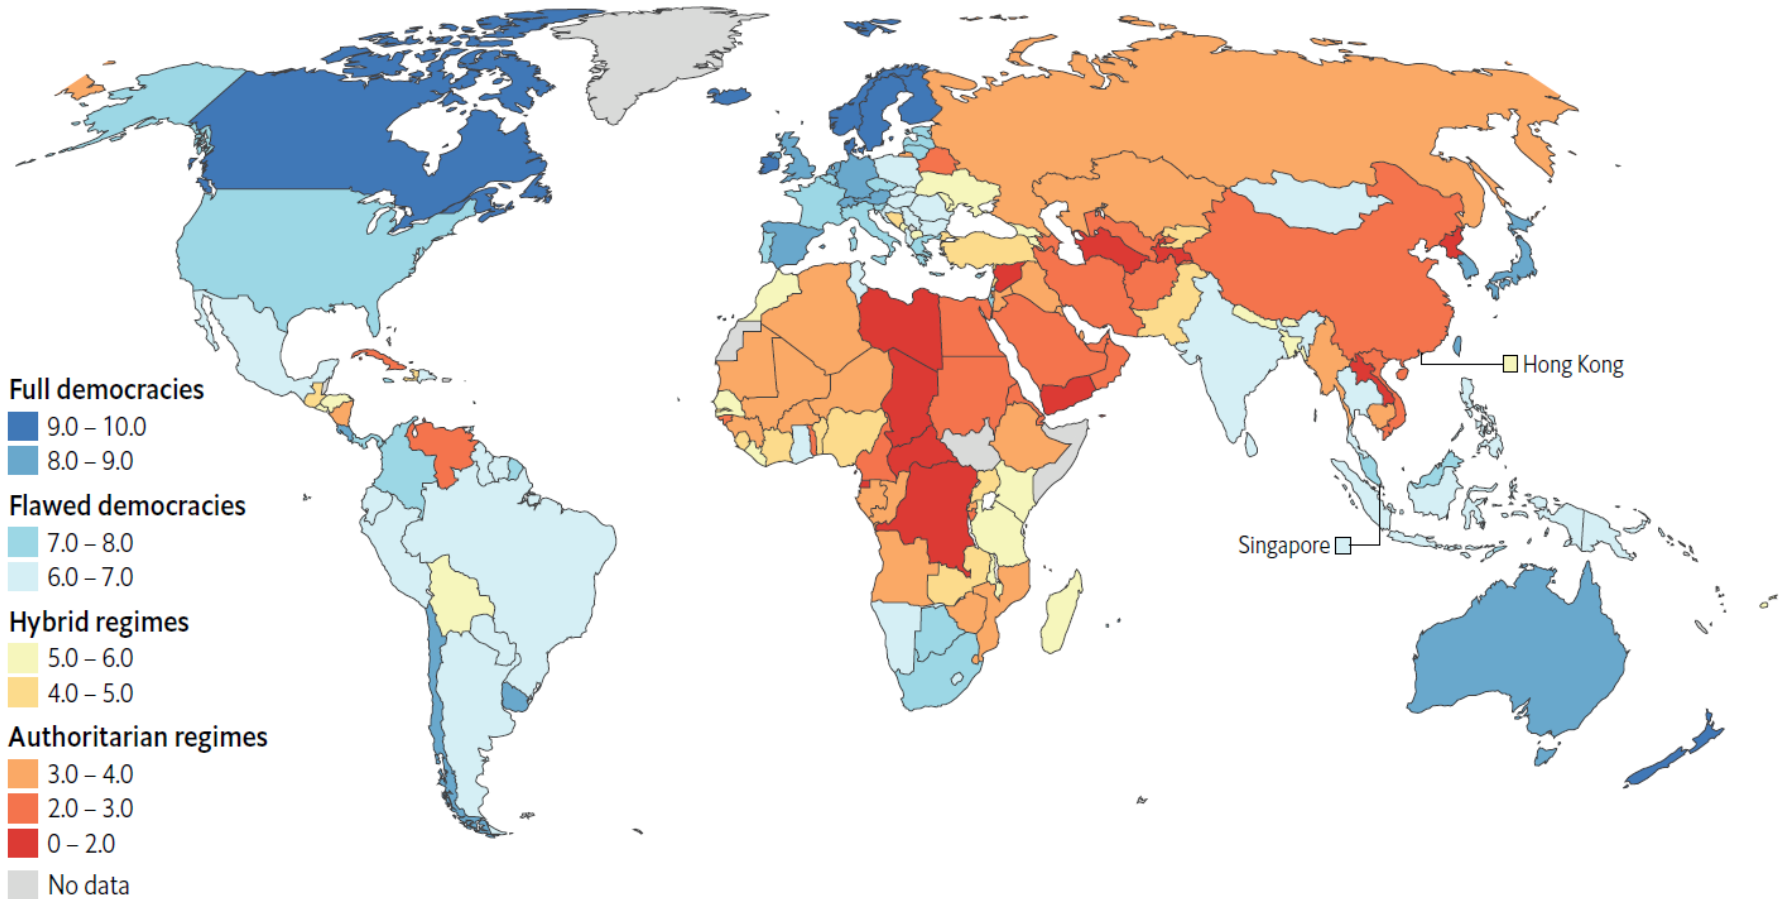 Full democracies
9.0 – 10.0
8.0 – 9.0
Flawed democracies
7.0 – 8.0
6.0 – 7.0
Hybrid regimes
5.0 – 6.0
4.0 – 5.0
Authoritarian regimes
3.0 – 4.0
2.0 – 3.0
0 – 2.0
No data
Hong Kong
Singapore